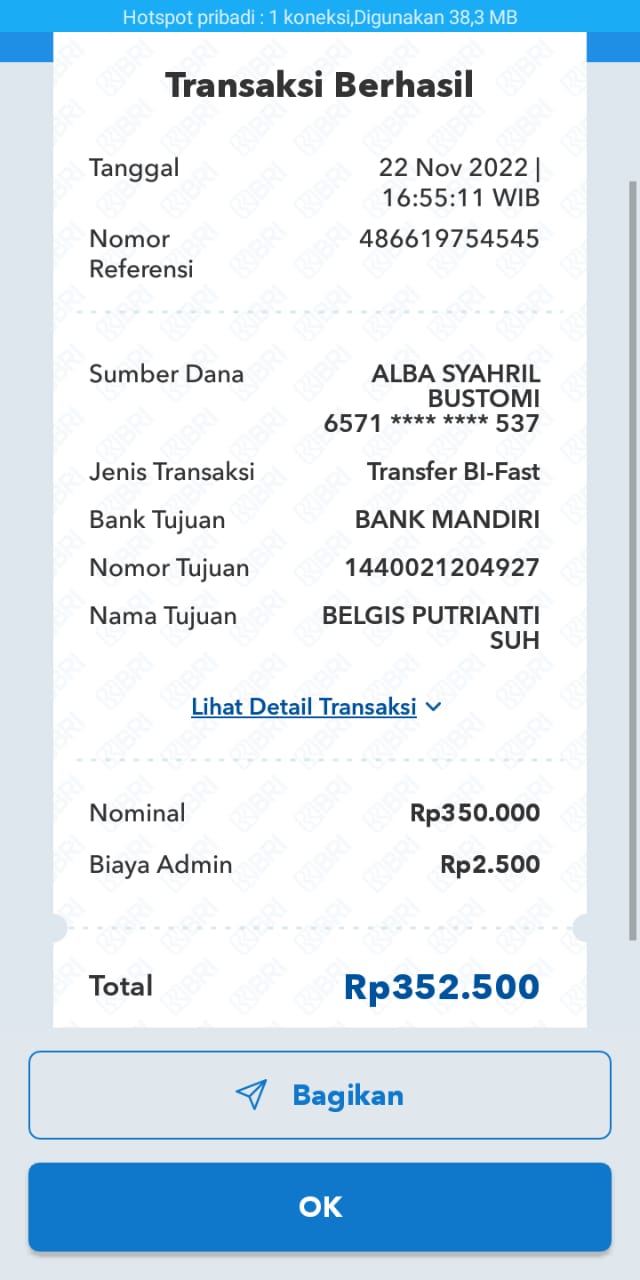 Hotspot pribadi : 1 koneksi,Digunakan 38,3 MB
Transaksi Berhasil
Tanggal
22 Nov 2022 |
16:55:11 WIB
Nomor
Referensi
486619754545
Sumber Dana
ALBA SYAHRIL
BUSTOMI
6571 **** **** 537
Jenis Transaksi
Transfer BI-Fast
Bank Tujuan
BANK MANDIRI
Nomor Tujuan
1440021204927
Nama Tujuan
BELGIS PUTRIANTI
SUH
Lihat Detail Transaksi
Nominal
Rp350.000
Biaya Admin
Rp2.500
Total
Rp352.500
Bagikan
OK